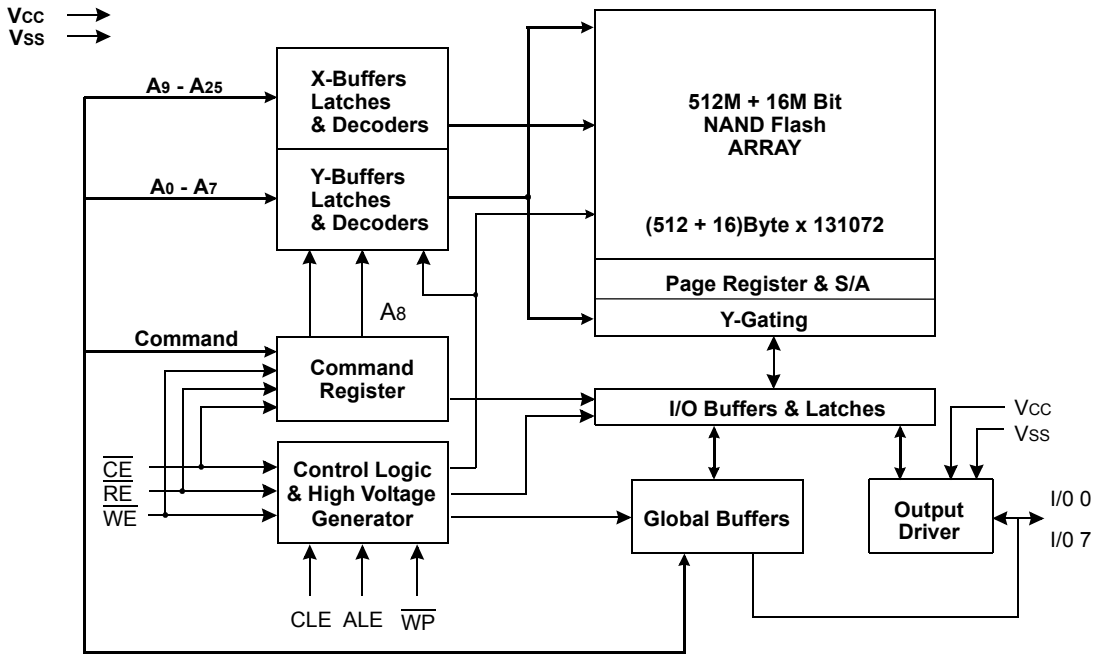 VCC
VSS
A9 - A25
X-Buffers
Latches
& Decoders
512M + 16M Bit
NAND Flash
ARRAY
A0 - A7
Y-Buffers
Latches
& Decoders
(512 + 16)Byte x 131072
Page Register & S/A
Y-Gating
A8
Command
Command
Register
I/O Buffers & Latches
VCC
VSS
CE
RE
WE
Control Logic
& High Voltage
Generator
Global Buffers
Output
Driver
I/0 0
I/0 7
CLE ALE WP